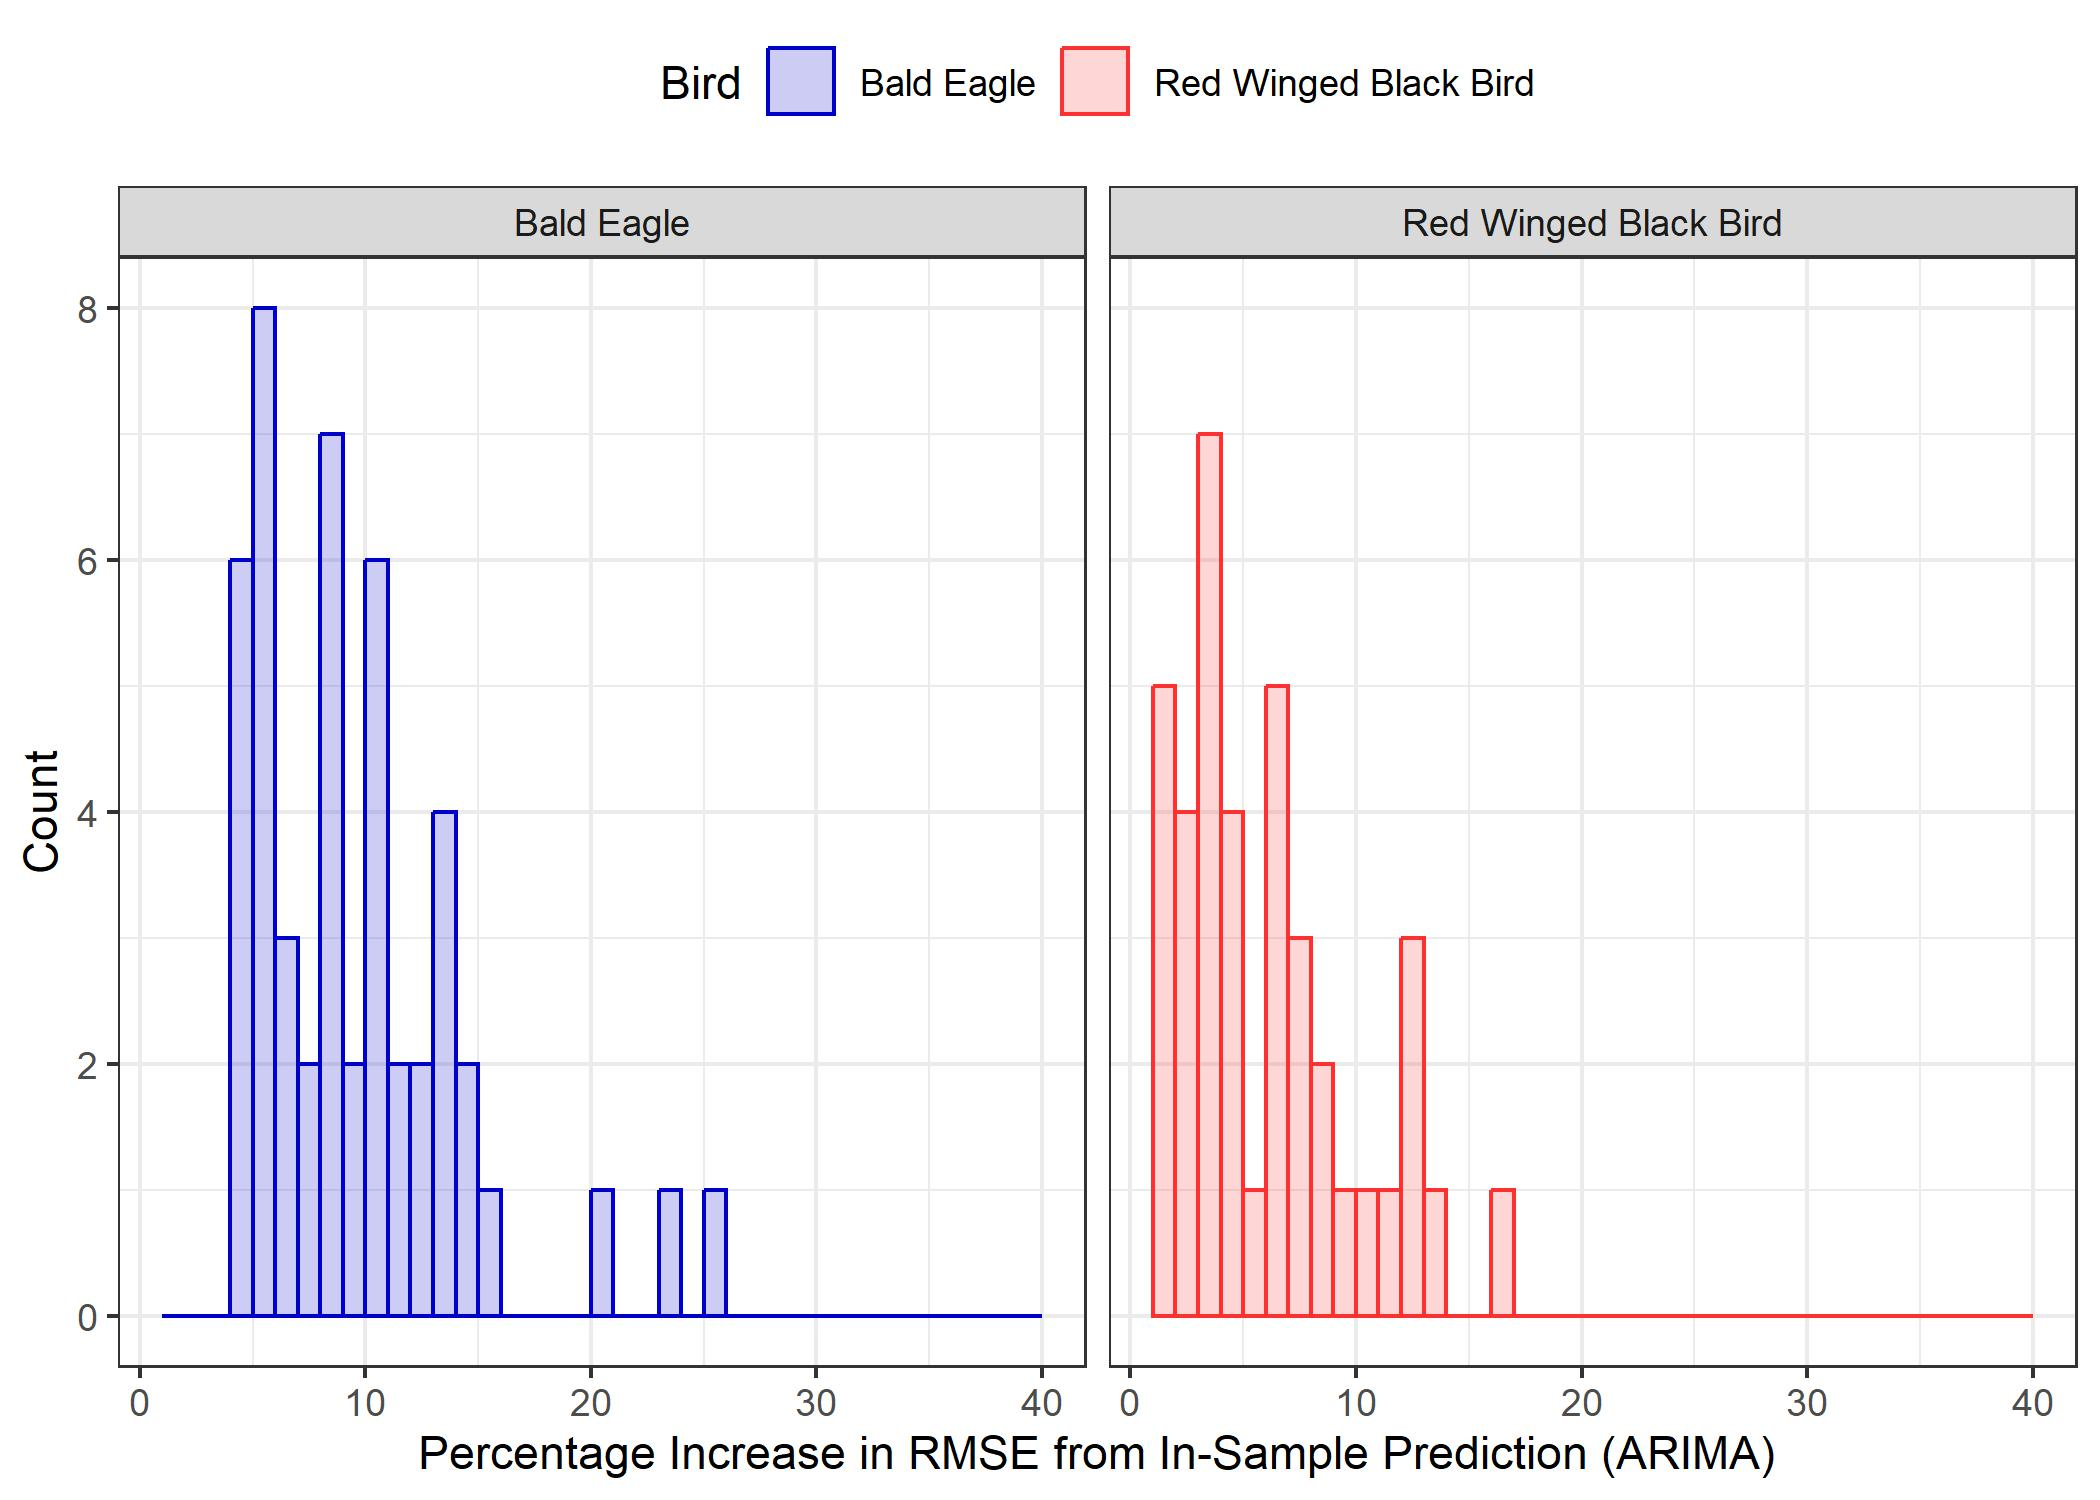 Bird Bald Eagle Red Winged Black Bird
Bald Eagle Red Winged Black Bird
8
6
4
2
0
Count
0 10 20 30 40 0 10 20 30 40
Percentage Increase in RMSE from In-Sample Prediction (ARIMA)